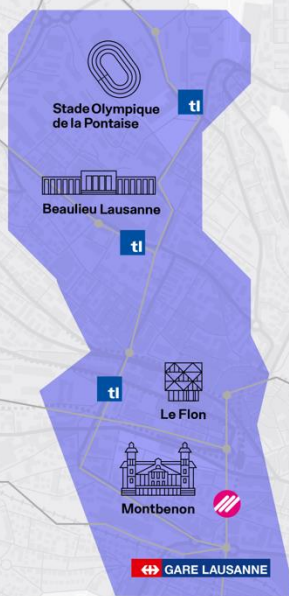 Stade Olympique
de la Pontaise
tl
Beaulieu Lausanne
tl
tl
Le Flon
Montbenon
GARE LAUSANNE